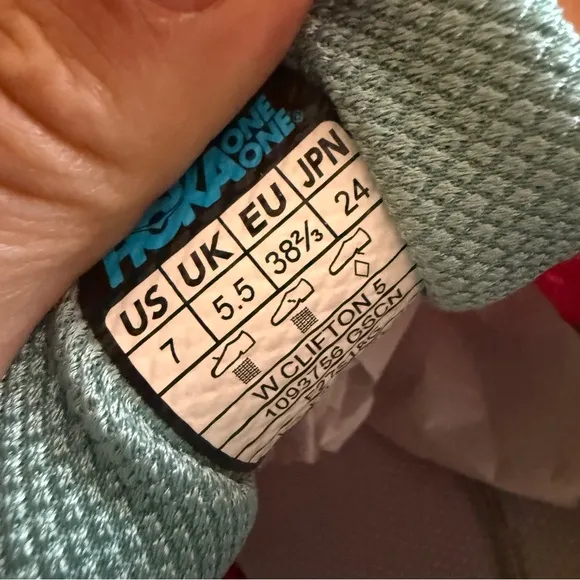 HOKA ONE ONE®
US UK EU JPN
7 5.5 38⅔ 24
W CLIFTON 5
1093756 GSCN